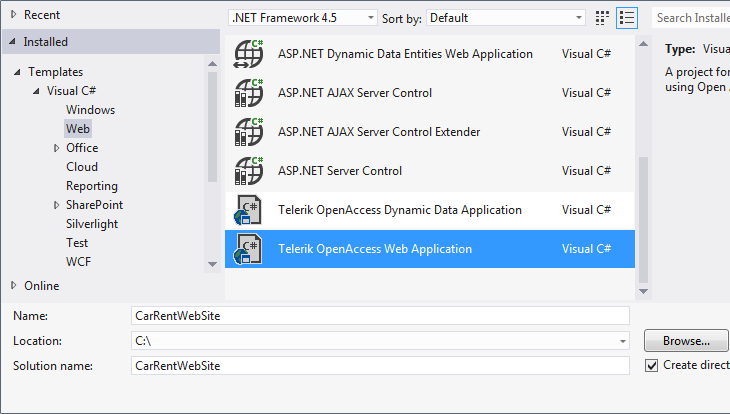 Recent
.NET Framework 4.5
Sort by:
Default
Search Installe
Installed
Templates
Visual C#
Windows
Web
Office
Cloud
Reporting
SharePoint
Silverlight
Test
WCF
Online
ASP.NET Dynamic Data Entities Web Application Visual C#
ASP.NET AJAX Server Control Visual C#
ASP.NET AJAX Server Control Extender Visual C#
ASP.NET Server Control Visual C#
Telerik OpenAccess Dynamic Data Application Visual C#
Telerik OpenAccess Web Application Visual C#
Type: Visua
A project for
using Open A
Name: CarRentWebSite
Location: C:\
Browse...
Solution name: CarRentWebSite
Create direct